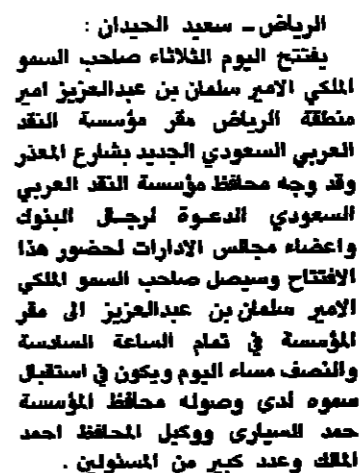 الرياض ـ سعيد الحيدان :
يفتتح اليوم الثلاثاء صاحب السمو
الملكي الامير سلمان بن عبدالعزيز امير
منطقة الرياض مقر مؤسسة النقد
العربي السعودي الجديد بشارع المعذر
وقد وجه محافظ مؤسسة النقد العربي
السعودي الدعوة لرجال البنوك
واعضاء مجالس الادارات لحضور هذا
الافتتاح وسيصل صاحب السمو الملكي
الامير سلمان بن عبدالعزيز الى مقر
المؤسسة في تمام الساعة السادسة
والنصف مساء اليوم ويكون في استقبال
سموه لدى وصوله محافظ المؤسسة
حمد السيارى ووكيل المحافظ احمد
المالك وعدد كبير من المسئولين .